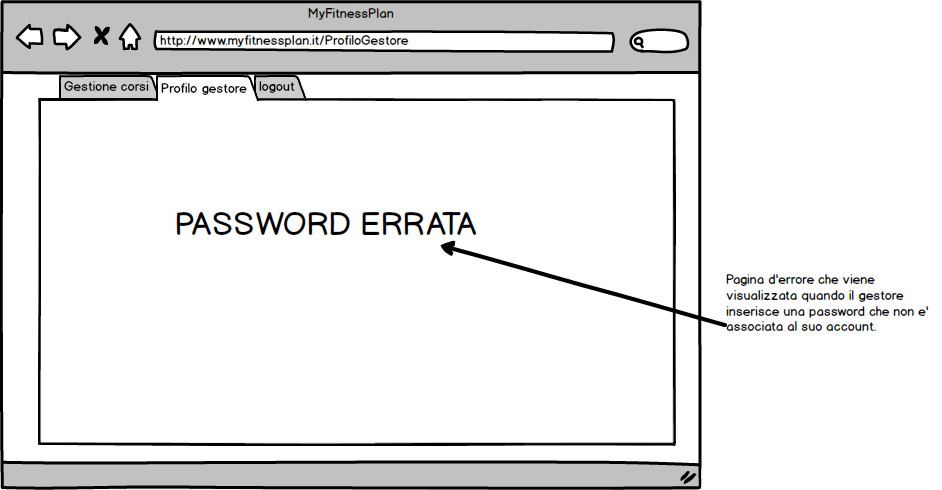 MyFitnessPlan
http://www.myfitnessplan.it/ProfiloGestore
Gestione corsi
Profilo gestore
logout
PASSWORD ERRATA
Pagina d'errore che viene
visualizzata quando il gestore
inserisce una password che non e'
associata al suo account.